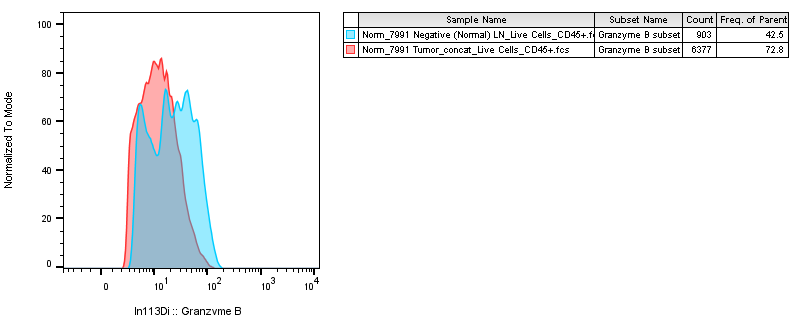 Normalized To Mode
100
80
60
40
20
0
0 10^1 10^2 10^3 10^4
In113Di :: Granzyme B
Sample Name Subset Name Count Freq. of Parent
Norm_7991 Negative (Normal) LN_Live Cells_CD45+.f Granzyme B subset 903 42.5
Norm_7991 Tumor_concat_Live Cells_CD45+.fcs Granzyme B subset 6377 72.8